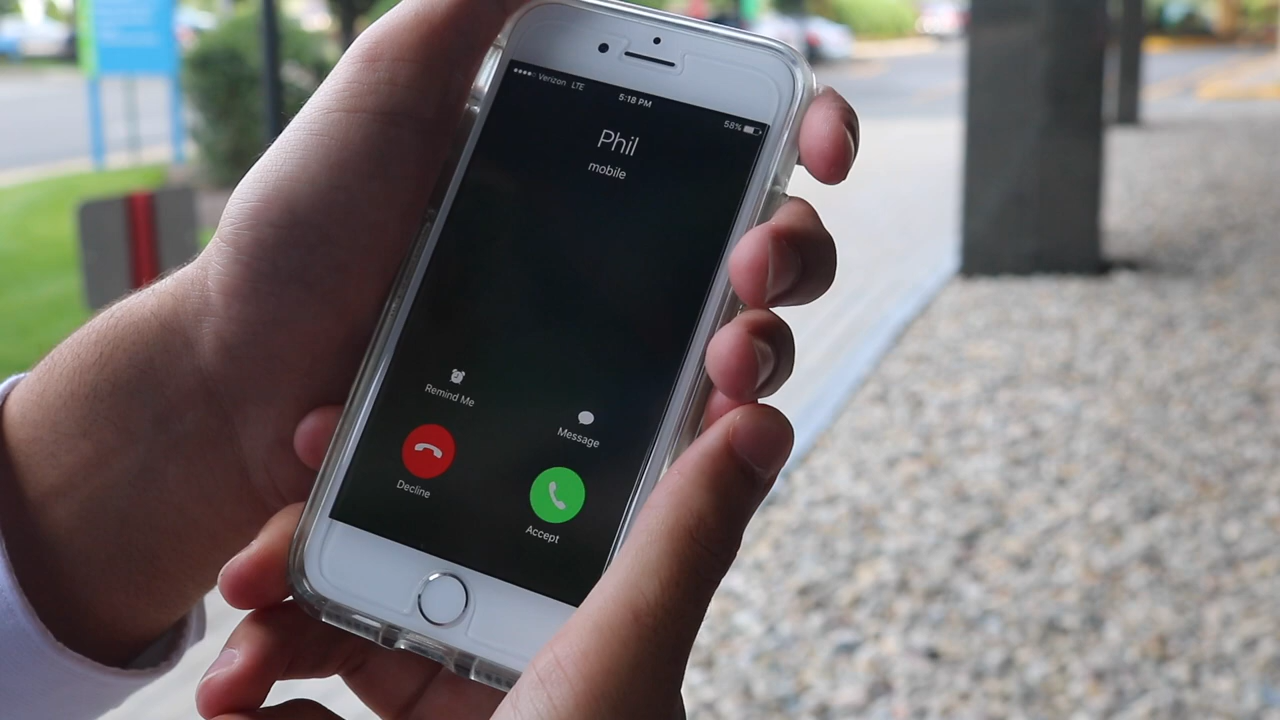 Verizon LTE
5:18 PM
58%
Phil
mobile
Remind Me
Message
Decline
Accept